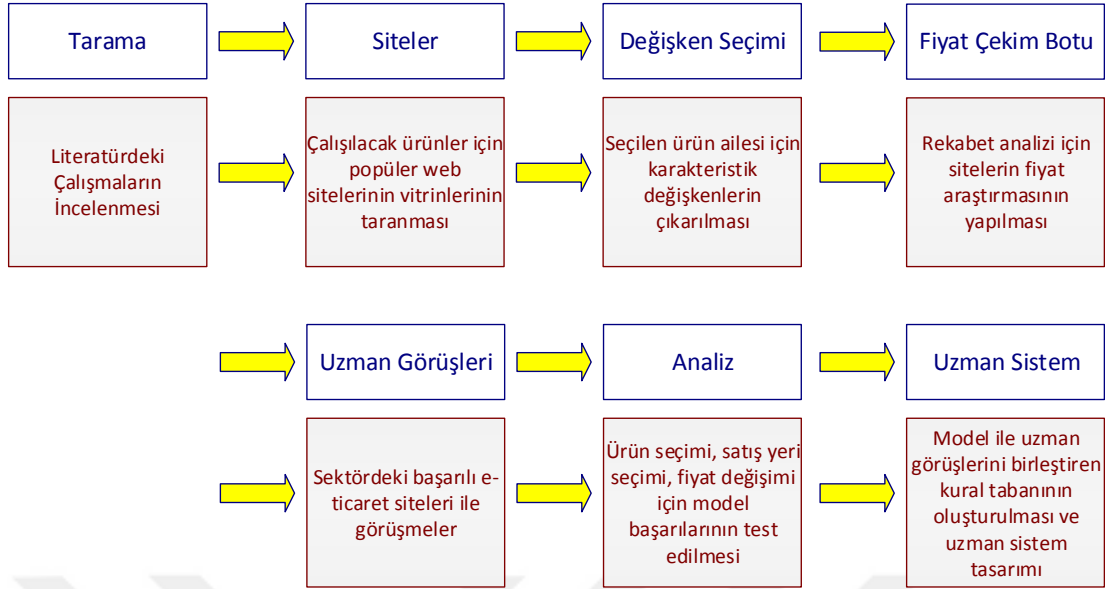 Tarama
Siteler
Değişken Seçimi
Fiyat Çekim Botu
Literatürdeki
Çalışmaların
İncelenmesi
Çalışılacak ürünler için
popüler web
sitelerinin vitrinlerinin
taranması
Seçilen ürün ailesi için
karakteristik
değişkenlerin
çıkarılması
Rekabet analizi için
sitelerin fiyat
araştırmasının
yapılması
Uzman Görüşleri
Analiz
Uzman Sistem
Sektördeki başarılı e-
ticaret siteleri ile
görüşmeler
Ürün seçimi, satış yeri
seçimi, fiyat değişimi
için model
başarılarının test
edilmesi
Model ile uzman
görüşlerini birleştiren
kural tabanının
oluşturulması ve
uzman sistem
tasarımı